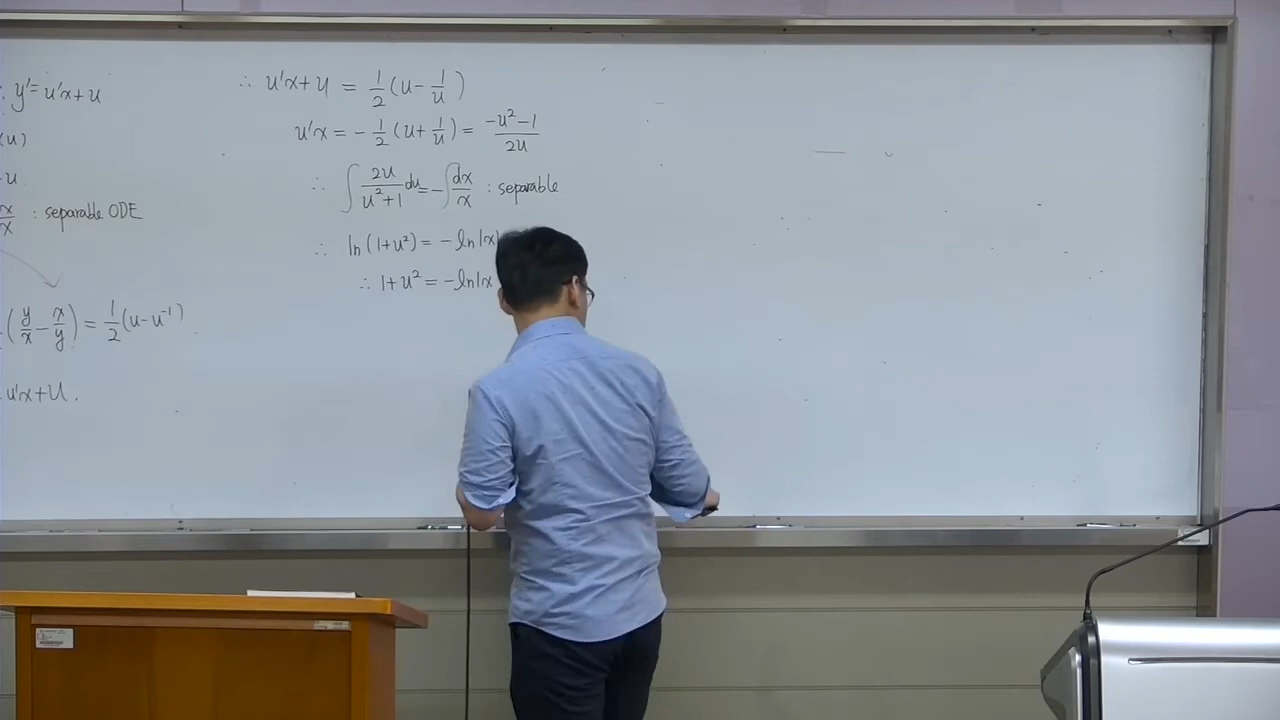 ∴ y' = u'x+u
(u)
-u
dx/x : separable ODE
(y/x - x/y) = 1/2 (u-u⁻¹)
u'x+u.
∴ u'x+u = 1/2 (u - 1/u)
u'x = -1/2 (u + 1/u) = (-u²-1)/2u
∴ ∫ 2u/(u²+1) du = -∫ dx/x : separable
∴ ln(1+u²) = -ln|x|
∴ 1+u² = -ln|x